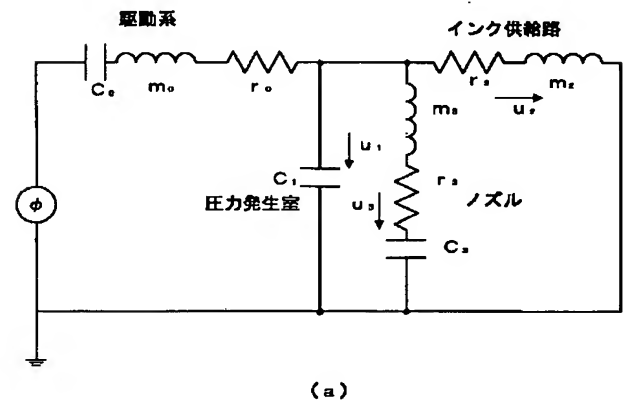 駆動系
インク供給路
C₀
m₀
r₀
r₂
m₂
u₂
m₃
u₁
C₁
r₃
圧力発生室
u₃
ノズル
C₃
φ
(a)